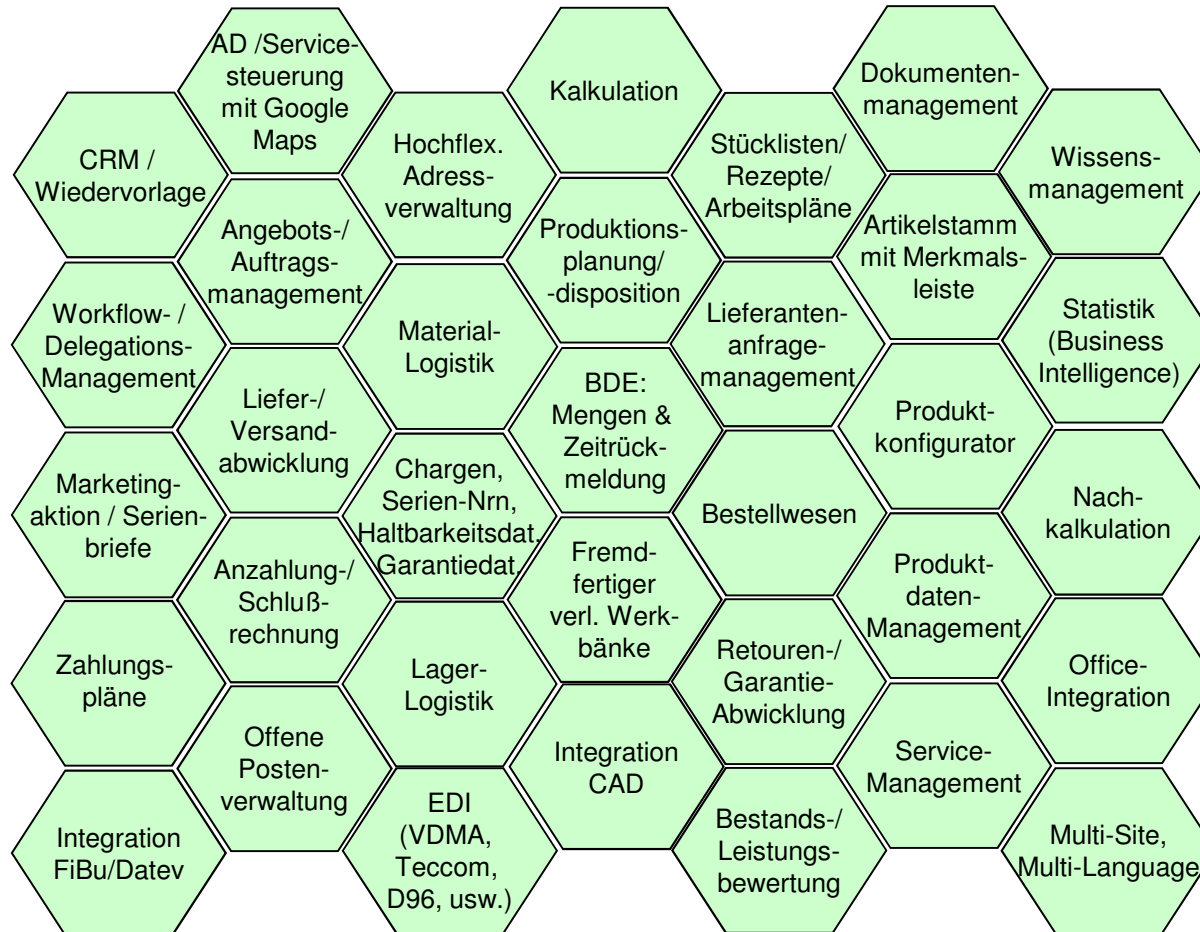 AD /Service-
steuerung
mit Google
Maps
Kalkulation
Dokumenten-
management
CRM /
Wiedervorlage
Hochflex.
Adress-
verwaltung
Stücklisten/
Rezepte/
Arbeitspläne
Wissens-
management
Angebots-/
Auftrags-
management
Produktions-
planung/
-disposition
Artikelstamm
mit Merkmals-
leiste
Workflow- /
Delegations-
Management
Material-
Logistik
Lieferanten-
anfrage-
management
Statistik
(Business
Intelligence)
Liefer-/
Versand-
abwicklung
BDE:
Mengen &
Zeitrück-
meldung
Produkt-
konfigurator
Marketing-
aktion / Serien-
briefe
Chargen,
Serien-Nrn,
Haltbarkeitsdat.
Garantiedat.
Bestellwesen
Nach-
kalkulation
Anzahlung-/
Schluß-
rechnung
Fremd-
fertiger
verl. Werk-
bänke
Produkt-
daten-
Management
Zahlungs-
pläne
Lager-
Logistik
Retouren-/
Garantie-
Abwicklung
Office-
Integration
Offene
Posten-
verwaltung
Integration
CAD
Service-
Management
Integration
FiBu/Datev
EDI
(VDMA,
Teccom,
D96, usw.)
Bestands-/
Leistungs-
bewertung
Multi-Site,
Multi-Language